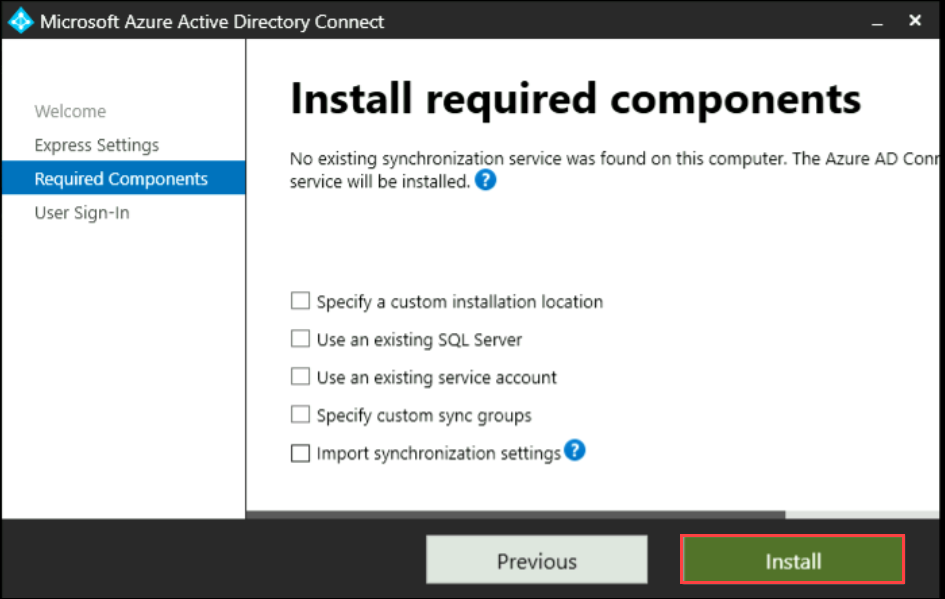 Microsoft Azure Active Directory Connect
Welcome
Express Settings
Required Components
User Sign-In
Install required components
No existing synchronization service was found on this computer. The Azure AD Conn
service will be installed. ?
Specify a custom installation location
Use an existing SQL Server
Use an existing service account
Specify custom sync groups
Import synchronization settings ?
Previous
Install